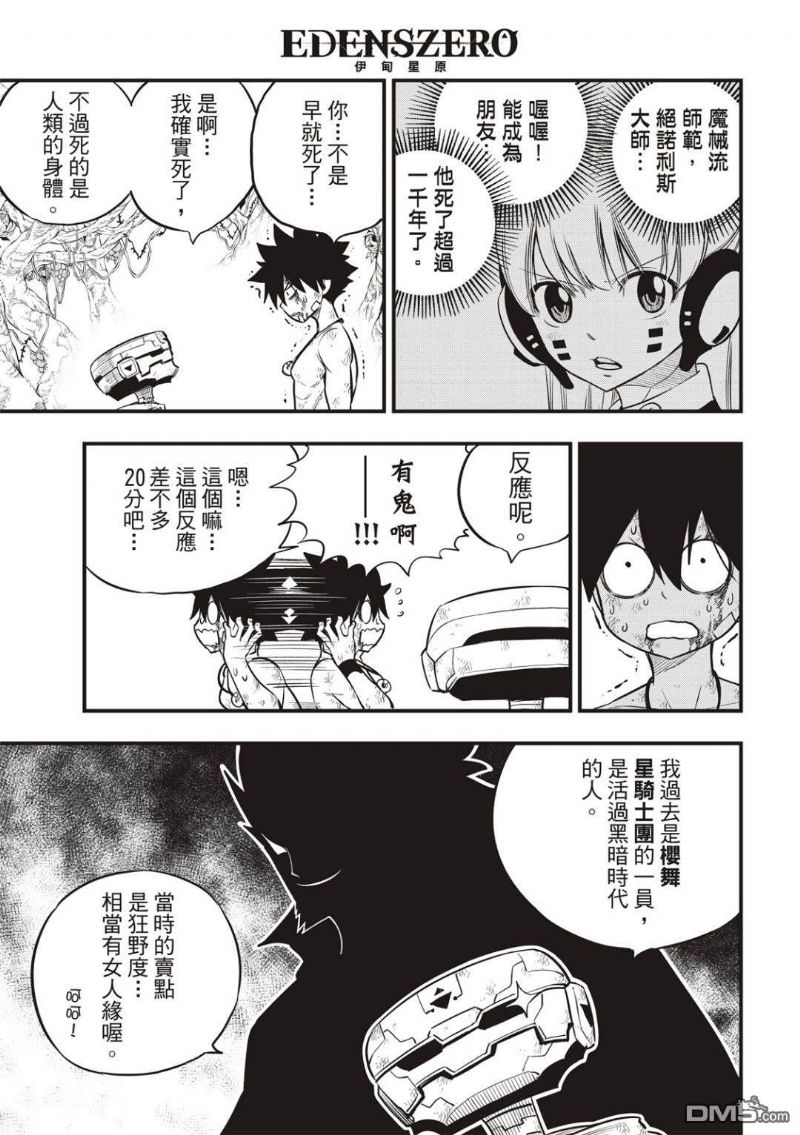 EDENSZERO
伊甸星原
魔械流
師範，
絕諾利斯
大師…
喔喔！
能成為
朋友…
他死了超過
一千年了。
你…不是
早就死了…
是啊…
我確實死了，
不過死的是
人類的身體。
反應呢。
有鬼啊
——!!!
嗯…
這個嘛…
這個反應
差不多
20分吧…
我過去是櫻舞
星騎士團的一員，
是活過黑暗時代
的人。
當時的賣點
是狂野度…
相當有女人緣喔。
哈哈！
DM5.com